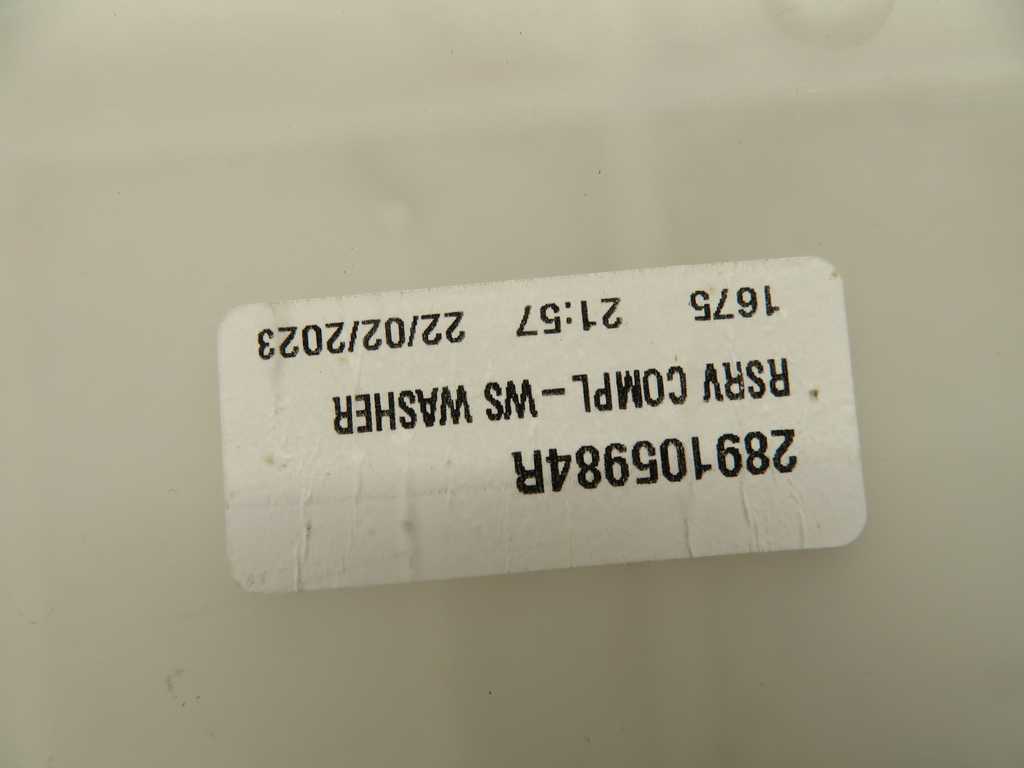 289105984R
RSRV COMPL-WS WASHER
1675 21:57 22/02/2023